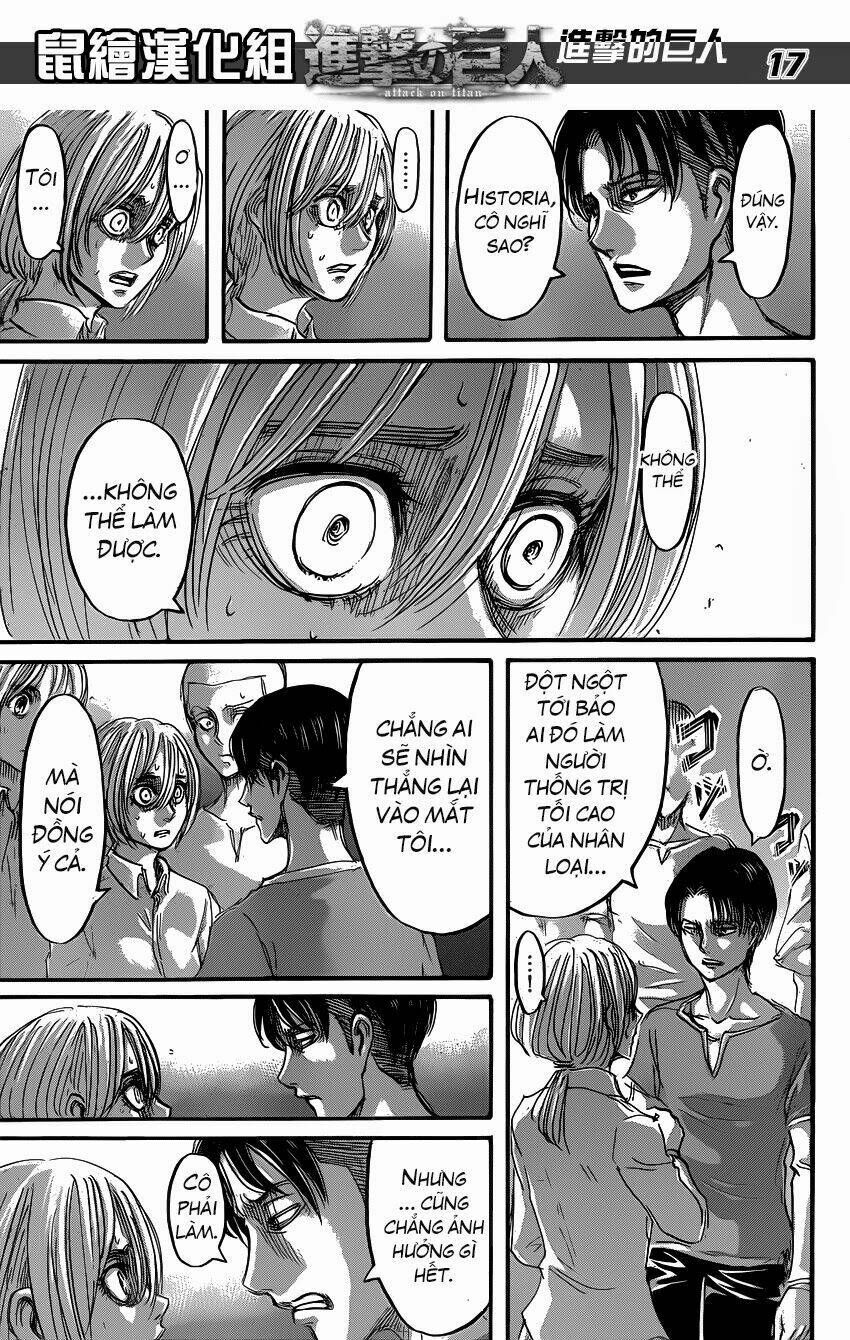 鼠繪漢化組
進撃の巨人
attack on titan
進擊的巨人
17
ĐÚNG
VẬY.
HISTORIA,
CÔ NGHĨ
SAO?
......
Ơ
...
TÔI
...
KHÔNG
THỂ
...KHÔNG
THỂ LÀM
ĐƯỢC.
Ờ.
ĐỘT NGỘT
TỚI BẢO
AI ĐÓ LÀM
NGƯỜI
THỐNG TRỊ
TỐI CAO
CỦA NHÂN
LOẠI...
...!
CHẲNG AI
SẼ NHÌN
THẲNG LẠI
VÀO MẮT
TÔI...
MÀ
NÓI
ĐỒNG
Ý CẢ.
NHƯNG
... CŨNG
CHẲNG ẢNH
HƯỞNG GÌ
HẾT.
CÔ
PHẢI
LÀM.